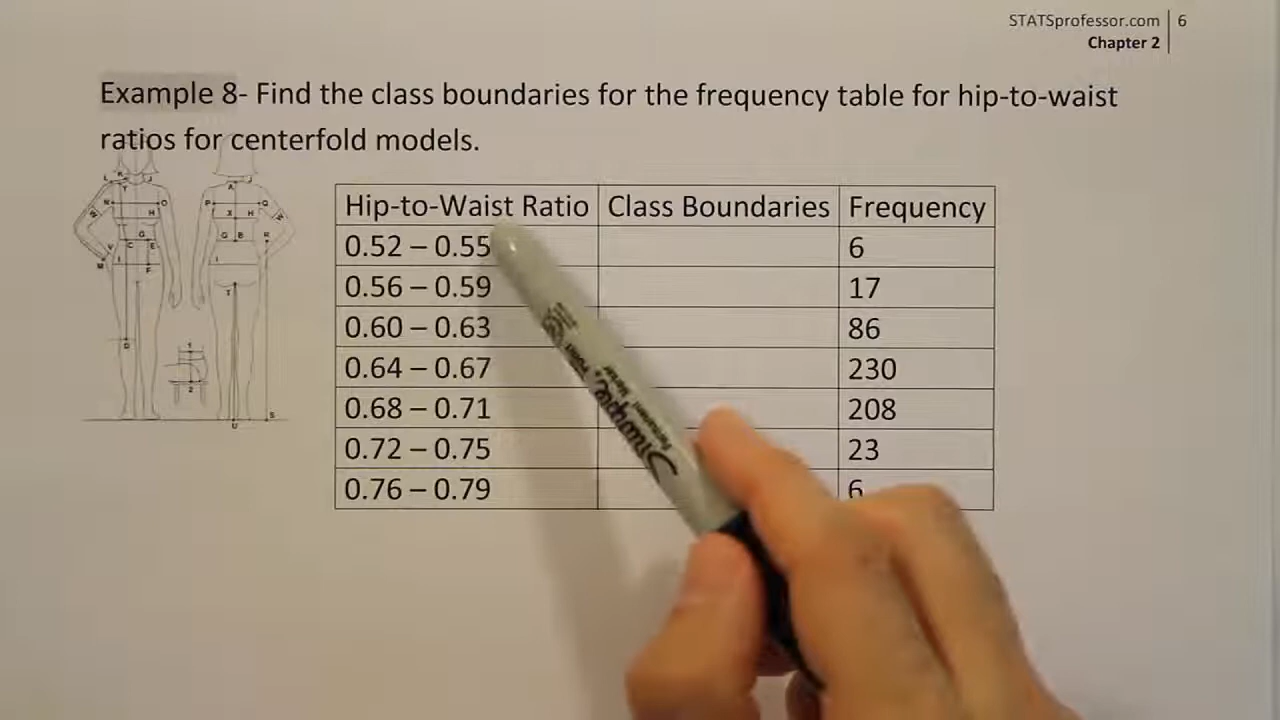 STATSprofessor.com | 6
Chapter 2
Example 8- Find the class boundaries for the frequency table for hip-to-waist
ratios for centerfold models.
Hip-to-Waist Ratio Class Boundaries Frequency
0.52 – 0.55 6
0.56 – 0.59 17
0.60 – 0.63 86
0.64 – 0.67 230
0.68 – 0.71 208
0.72 – 0.75 23
0.76 – 0.79 6
Sharpie